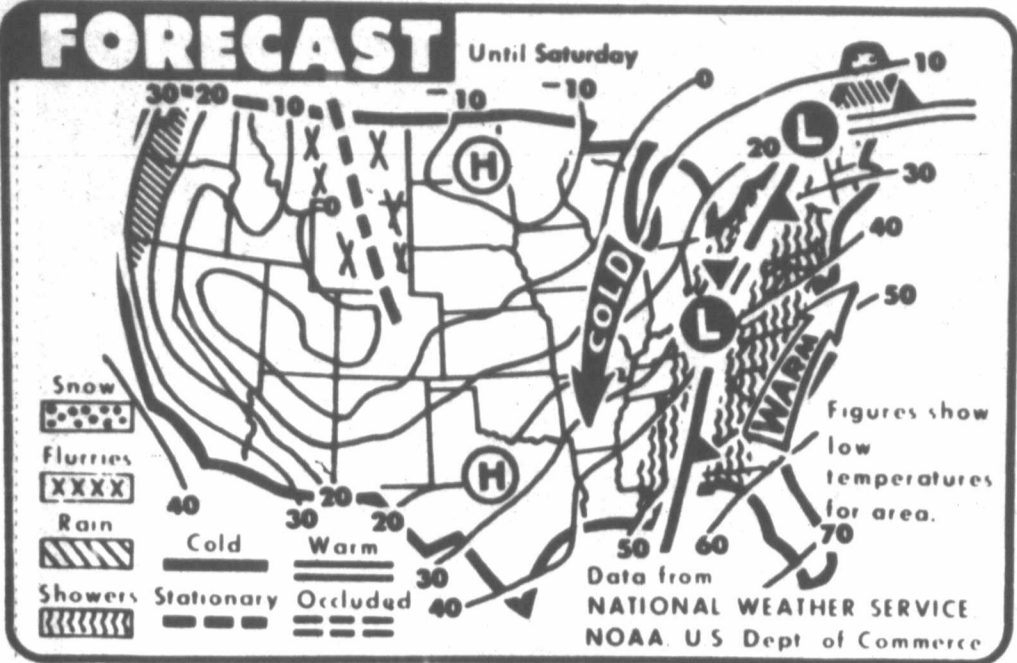 FORECAST
Until Saturday
30 20 10 -10 -10 0 10
H L
20
30
0
40
COLD
50
L
WARM
Snow
Flurries
XXXX
Rain
Showers
Cold
Warm
Stationary
Occluded
H
40
30
20
20
30
40
50
60
70
Figures show
low
temperatures
for area.
Data from
NATIONAL WEATHER SERVICE
NOAA U S Dept of Commerce